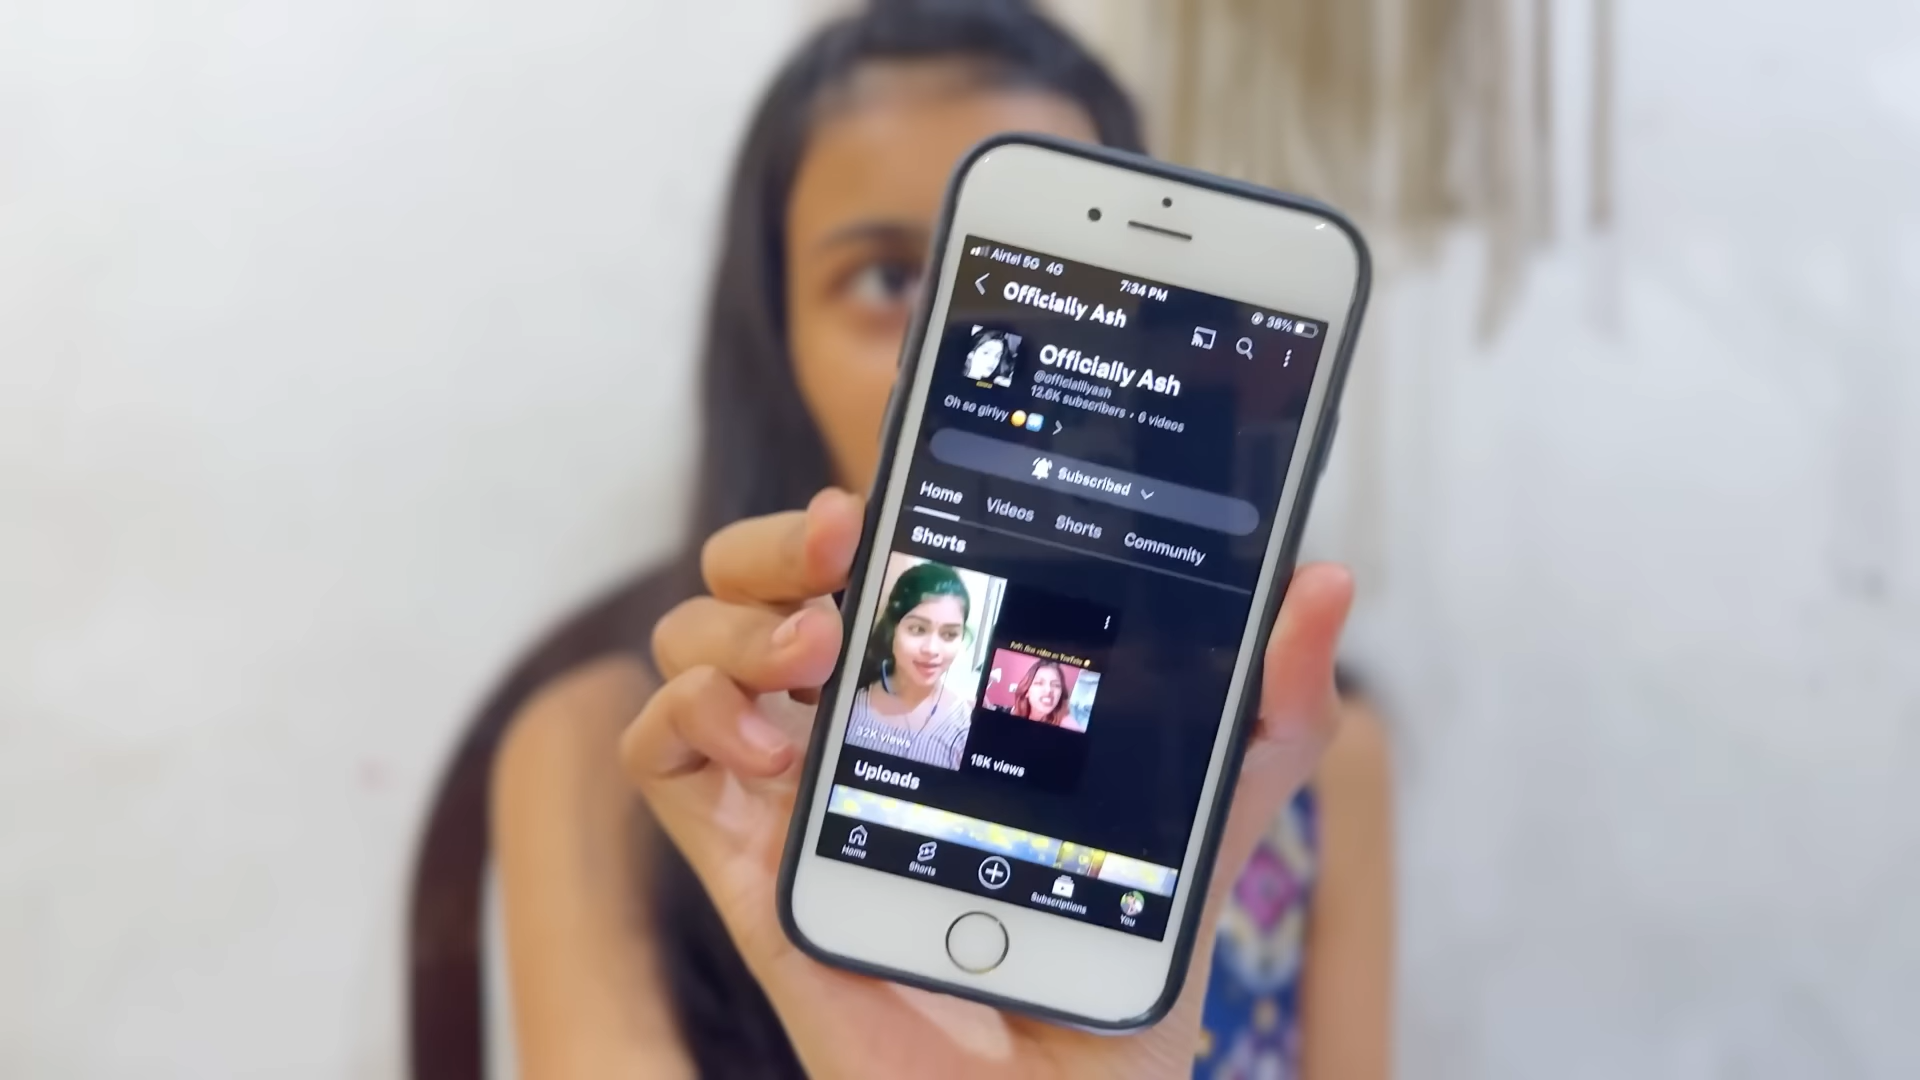 Airtel 5G 4G
7:34 PM
38%
Officially Ash
Officially Ash
@officialllyash
12.6K subscribers • 6 videos
Oh so girlyy
Subscribed
Home Videos Shorts Community
Shorts
32K views
15K views
Uploads
Home Shorts Subscriptions You